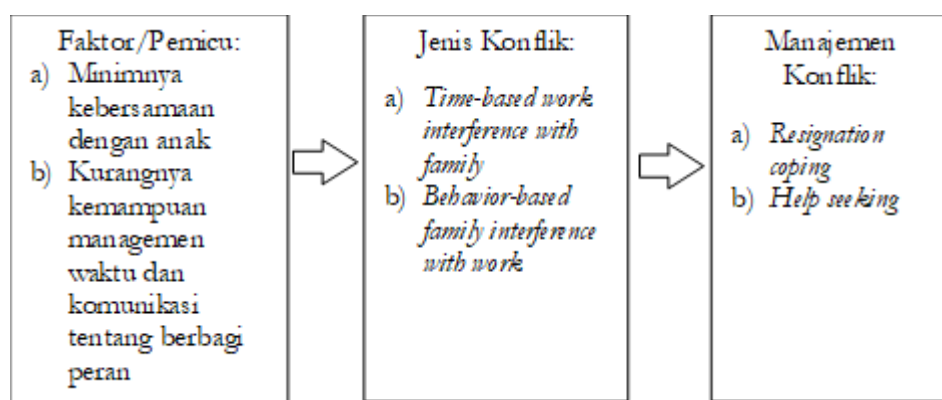 Faktor/Pemicu:
a) Minimnya
kebersamaan
dengan anak
b) Kurangnya
kemampuan
managemen
waktu dan
komunikasi
tentang berbagi
peran
Jenis Konflik:
a) Time-based work
interference with
family
b) Behavior-based
family interference
with work
Manajemen
Konflik:
a) Resignation
coping
b) Help seeking